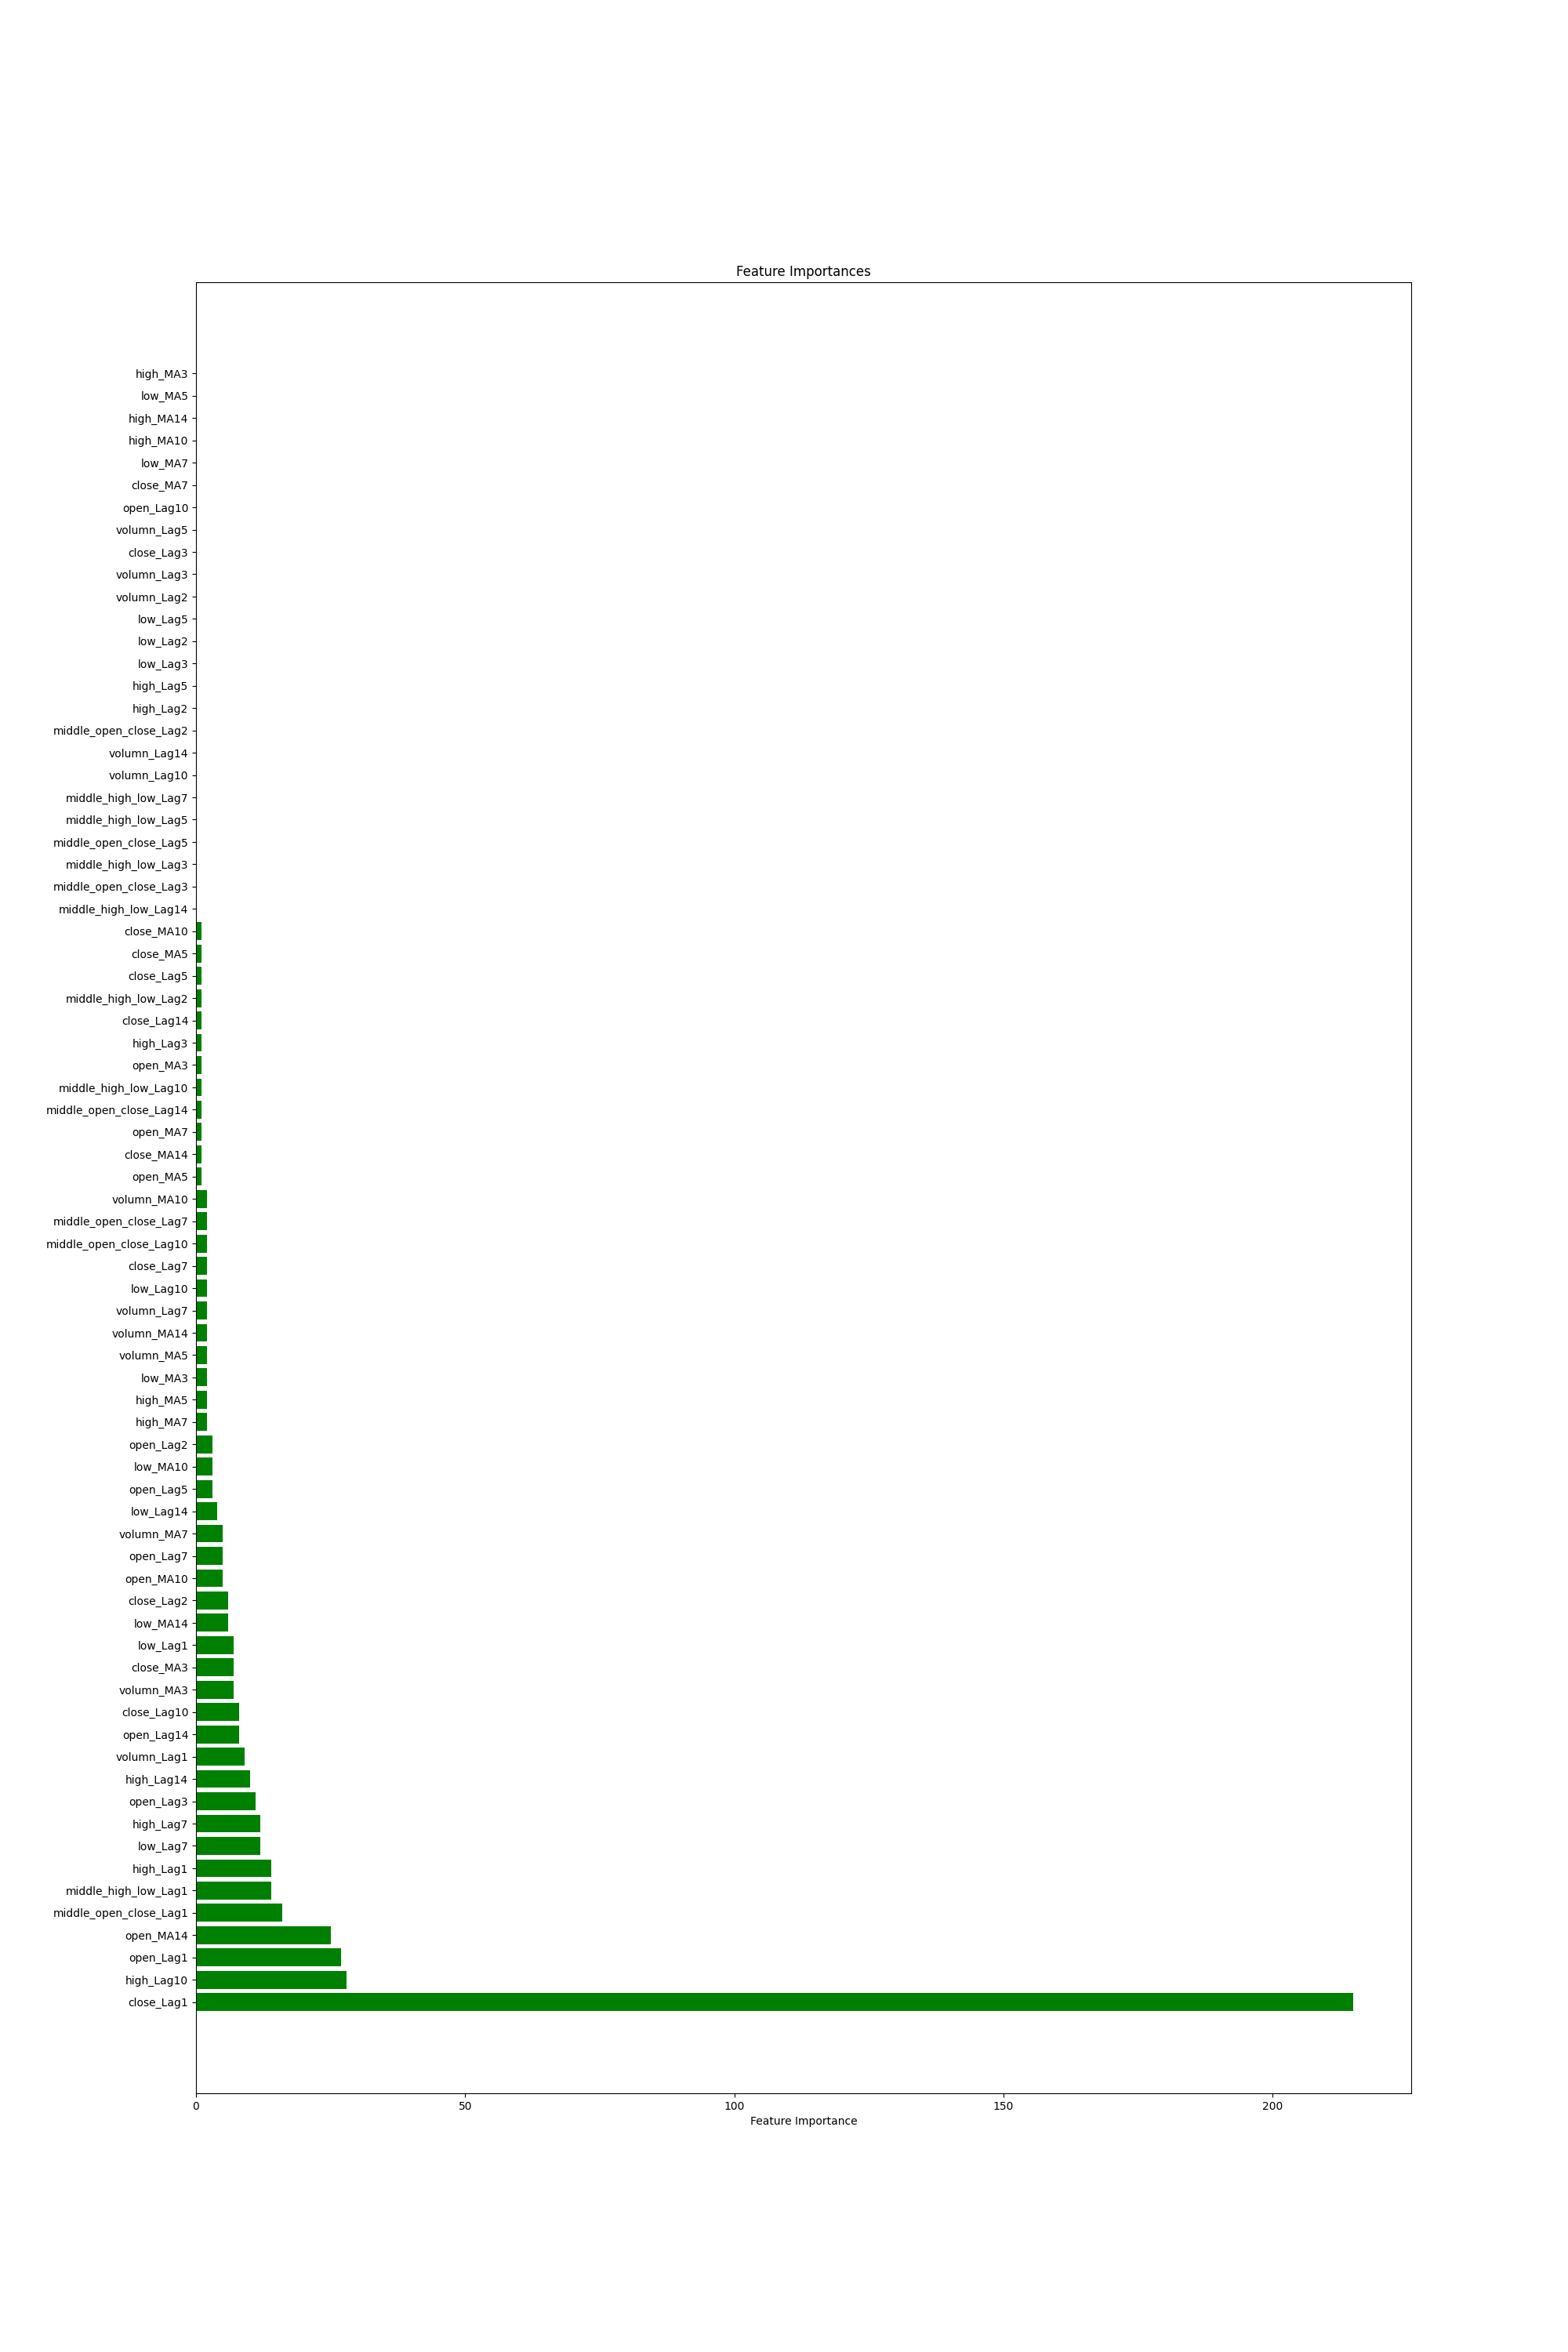 Feature Importances
high_MA3
low_MA5
high_MA14
high_MA10
low_MA7
close_MA7
open_Lag10
volumn_Lag5
close_Lag3
volumn_Lag3
volumn_Lag2
low_Lag5
low_Lag2
low_Lag3
high_Lag5
high_Lag2
middle_open_close_Lag2
volumn_Lag14
volumn_Lag10
middle_high_low_Lag7
middle_high_low_Lag5
middle_open_close_Lag5
middle_high_low_Lag3
middle_open_close_Lag3
middle_high_low_Lag14
close_MA10
close_MA5
close_Lag5
middle_high_low_Lag2
close_Lag14
high_Lag3
open_MA3
middle_high_low_Lag10
middle_open_close_Lag14
open_MA7
close_MA14
open_MA5
volumn_MA10
middle_open_close_Lag7
middle_open_close_Lag10
close_Lag7
low_Lag10
volumn_Lag7
volumn_MA14
volumn_MA5
low_MA3
high_MA5
high_MA7
open_Lag2
low_MA10
open_Lag5
low_Lag14
volumn_MA7
open_Lag7
open_MA10
close_Lag2
low_MA14
low_Lag1
close_MA3
volumn_MA3
close_Lag10
open_Lag14
volumn_Lag1
high_Lag14
open_Lag3
high_Lag7
low_Lag7
high_Lag1
middle_high_low_Lag1
middle_open_close_Lag1
open_MA14
open_Lag1
high_Lag10
close_Lag1
0 50 100 150 200
Feature Importance